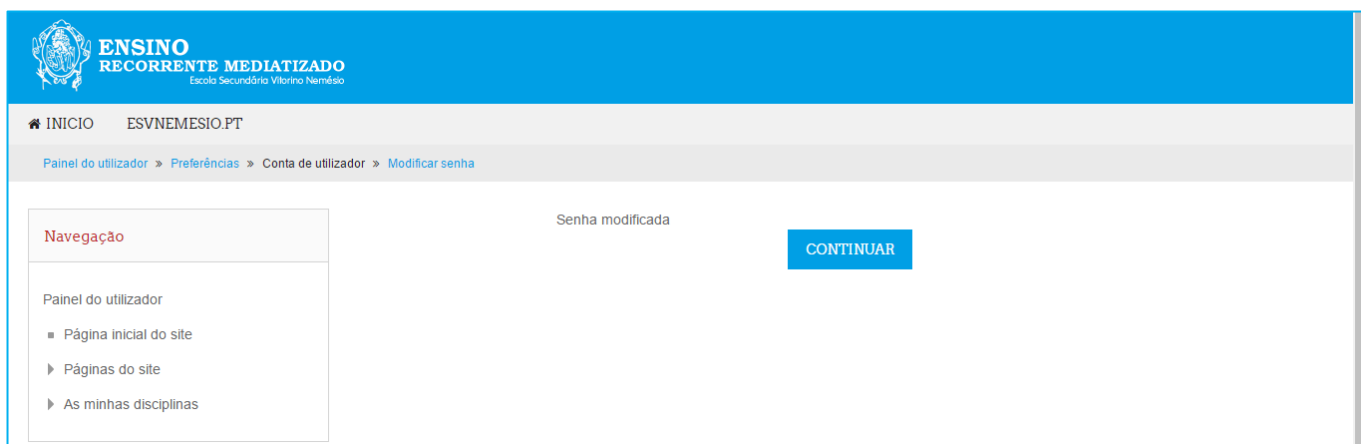 ENSINO
RECORRENTE MEDIATIZADO
Escola Secundária Vitorino Nemésio
INICIO ESVNEMESIO.PT
Painel do utilizador » Preferências » Conta de utilizador » Modificar senha
Navegação
Painel do utilizador
Página inicial do site
Páginas do site
As minhas disciplinas
Senha modificada
CONTINUAR